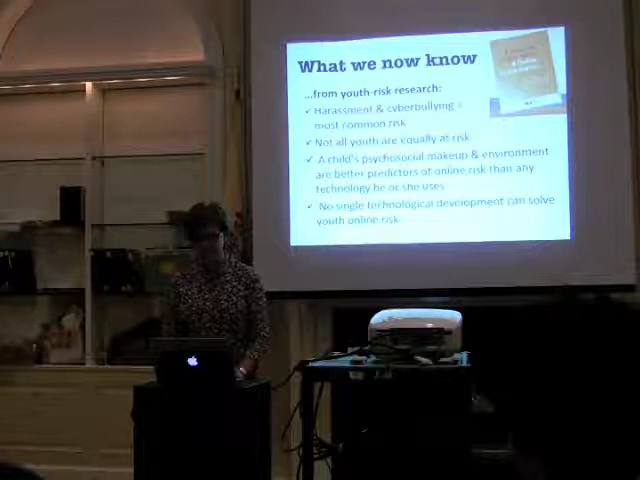 What we now know
...from youth-risk research:
✓ Harassment & cyberbullying =
most common risk
✓ Not all youth are equally at risk
✓ A child's psychosocial makeup & environment
are better predictors of online risk than any
technology he or she uses
✓ No single technological development can solve
youth online risk